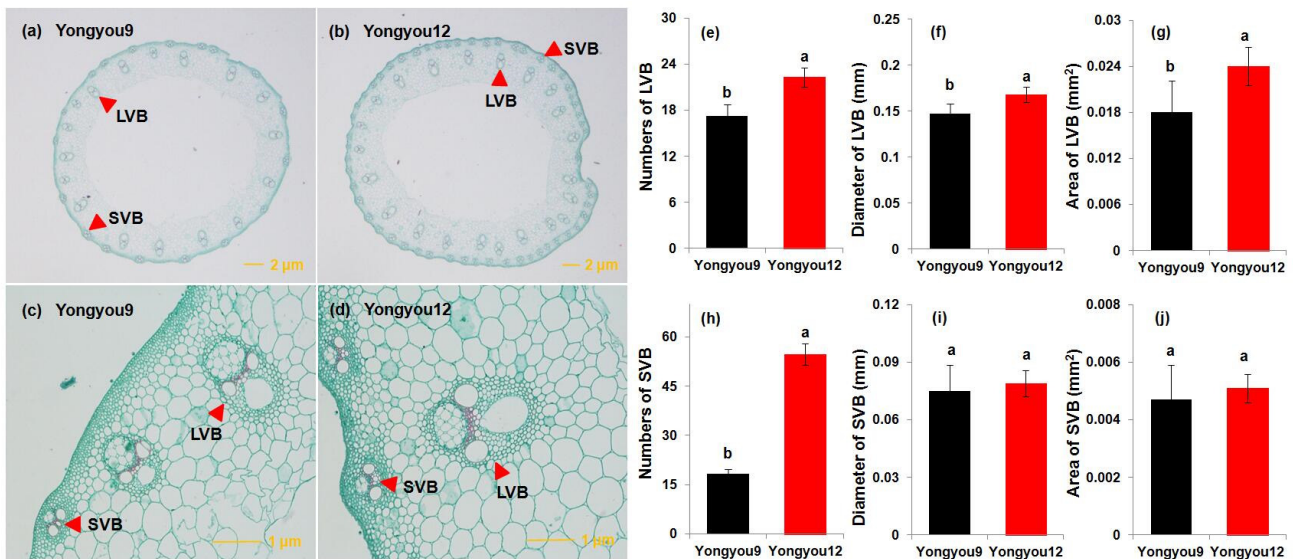 (a) Yongyou9
LVB
SVB
2 µm
(b) Yongyou12
SVB
LVB
2 µm
(c) Yongyou9
LVB
SVB
1 µm
(d) Yongyou12
SVB
LVB
1 µm
(e)
Numbers of LVB
30
24
18
12
6
0
b
a
Yongyou9 Yongyou12
(f)
Diameter of LVB (mm)
0.25
0.2
0.15
0.1
0.05
0
b
a
Yongyou9 Yongyou12
(g)
Area of LVB (mm²)
0.03
0.024
0.018
0.012
0.006
0
b
a
Yongyou9 Yongyou12
(h)
Numbers of SVB
60
45
30
15
0
b
a
Yongyou9 Yongyou12
(i)
Diameter of SVB (mm)
0.12
0.09
0.06
0.03
0
a
a
Yongyou9 Yongyou12
(j)
Area of SVB (mm²)
0.008
0.006
0.004
0.002
0
a
a
Yongyou9 Yongyou12